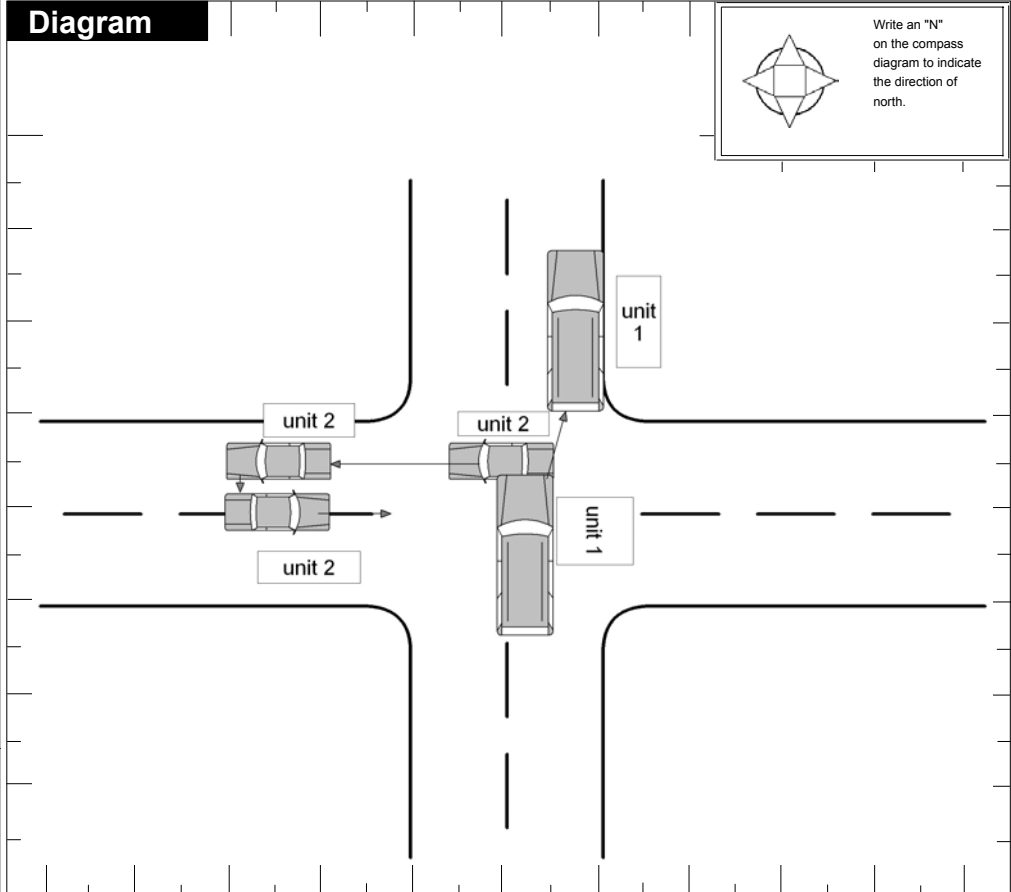 Diagram
Write an "N"
on the compass
diagram to indicate
the direction of
north.
unit
1
unit 2
unit 2
unit 1
unit 2